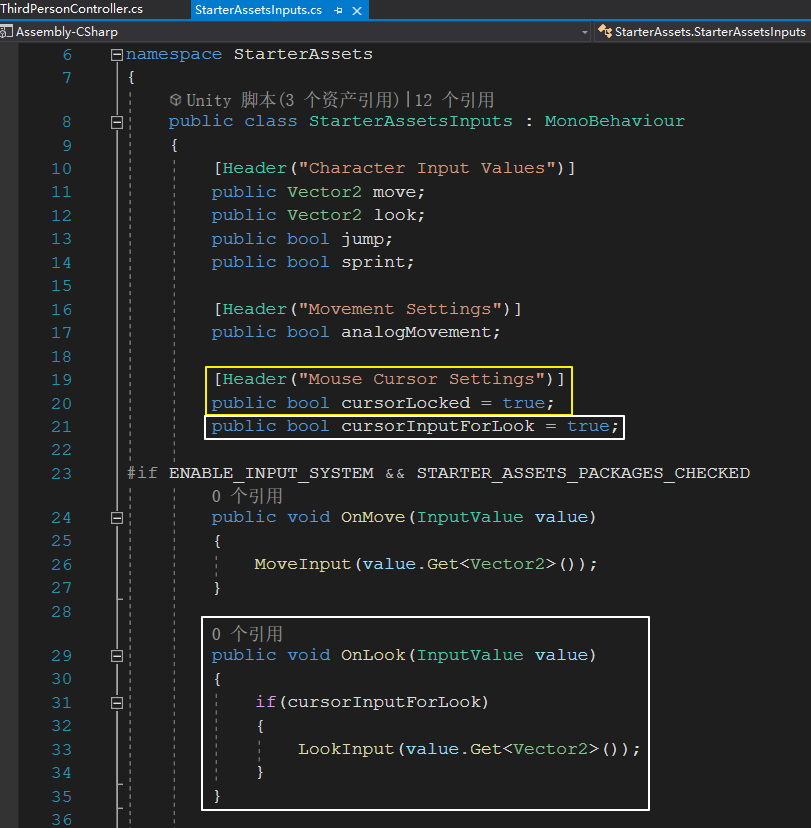 ThirdPersonController.cs StarterAssetsInputs.cs
Assembly-CSharp StarterAssets.StarterAssetsInputs
6 namespace StarterAssets
7 {
Unity 脚本(3 个资产引用)|12 个引用
8 public class StarterAssetsInputs : MonoBehaviour
9 {
10 [Header("Character Input Values")]
11 public Vector2 move;
12 public Vector2 look;
13 public bool jump;
14 public bool sprint;
15
16 [Header("Movement Settings")]
17 public bool analogMovement;
18
19 [Header("Mouse Cursor Settings")]
20 public bool cursorLocked = true;
21 public bool cursorInputForLook = true;
22
23 #if ENABLE_INPUT_SYSTEM && STARTER_ASSETS_PACKAGES_CHECKED
0 个引用
24 public void OnMove(InputValue value)
25 {
26 MoveInput(value.Get<Vector2>());
27 }
28
0 个引用
29 public void OnLook(InputValue value)
30 {
31 if(cursorInputForLook)
32 {
33 LookInput(value.Get<Vector2>());
34 }
35 }
36